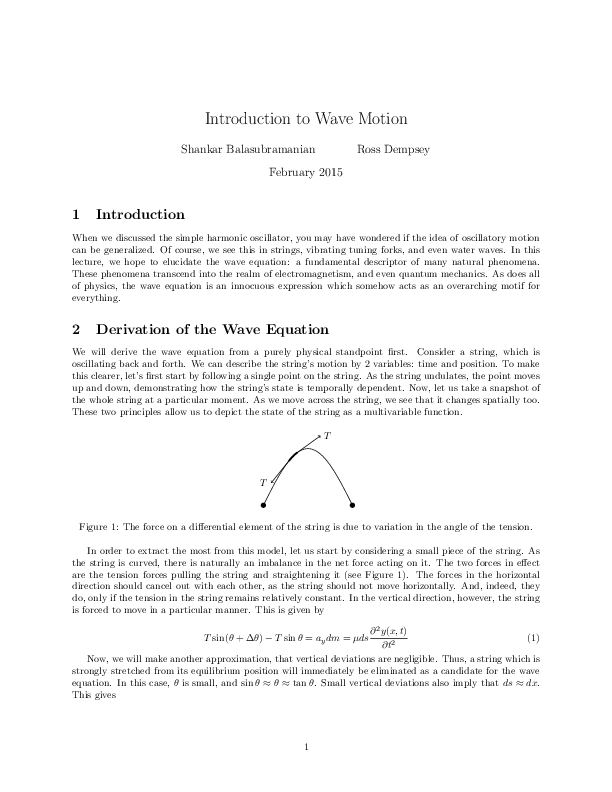 Introduction to Wave Motion
Shankar Balasubramanian Ross Dempsey
February 2015
1 Introduction
When we discussed the simple harmonic oscillator, you may have wondered if the idea of oscillatory motion
can be generalized. Of course, we see this in strings, vibrating tuning forks, and even water waves. In this
lecture, we hope to elucidate the wave equation: a fundamental descriptor of many natural phenomena.
These phenomena transcend into the realm of electromagnetism, and even quantum mechanics. As does all
of physics, the wave equation is an innocuous expression which somehow acts as an overarching motif for
everything.
2 Derivation of the Wave Equation
We will derive the wave equation from a purely physical standpoint first. Consider a string, which is
oscillating back and forth. We can describe the string's motion by 2 variables: time and position. To make
this clearer, let's first start by following a single point on the string. As the string undulates, the point moves
up and down, demonstrating how the string's state is temporally dependent. Now, let us take a snapshot of
the whole string at a particular moment. As we move across the string, we see that it changes spatially too.
These two principles allow us to depict the state of the string as a multivariable function.
T
T
Figure 1: The force on a differential element of the string is due to variation in the angle of the tension.
In order to extract the most from this model, let us start by considering a small piece of the string. As
the string is curved, there is naturally an imbalance in the net force acting on it. The two forces in effect
are the tension forces pulling the string and straightening it (see Figure 1). The forces in the horizontal
direction should cancel out with each other, as the string should not move horizontally. And, indeed, they
do, only if the tension in the string remains relatively constant. In the vertical direction, however, the string
is forced to move in a particular manner. This is given by
T sin(θ + Δθ) − T sin θ = a_y dm = μds ∂²y(x, t)/∂t² (1)
Now, we will make another approximation, that vertical deviations are negligible. Thus, a string which is
strongly stretched from its equilibrium position will immediately be eliminated as a candidate for the wave
equation. In this case, θ is small, and sin θ ≈ θ ≈ tan θ. Small vertical deviations also imply that ds ≈ dx.
This gives
1